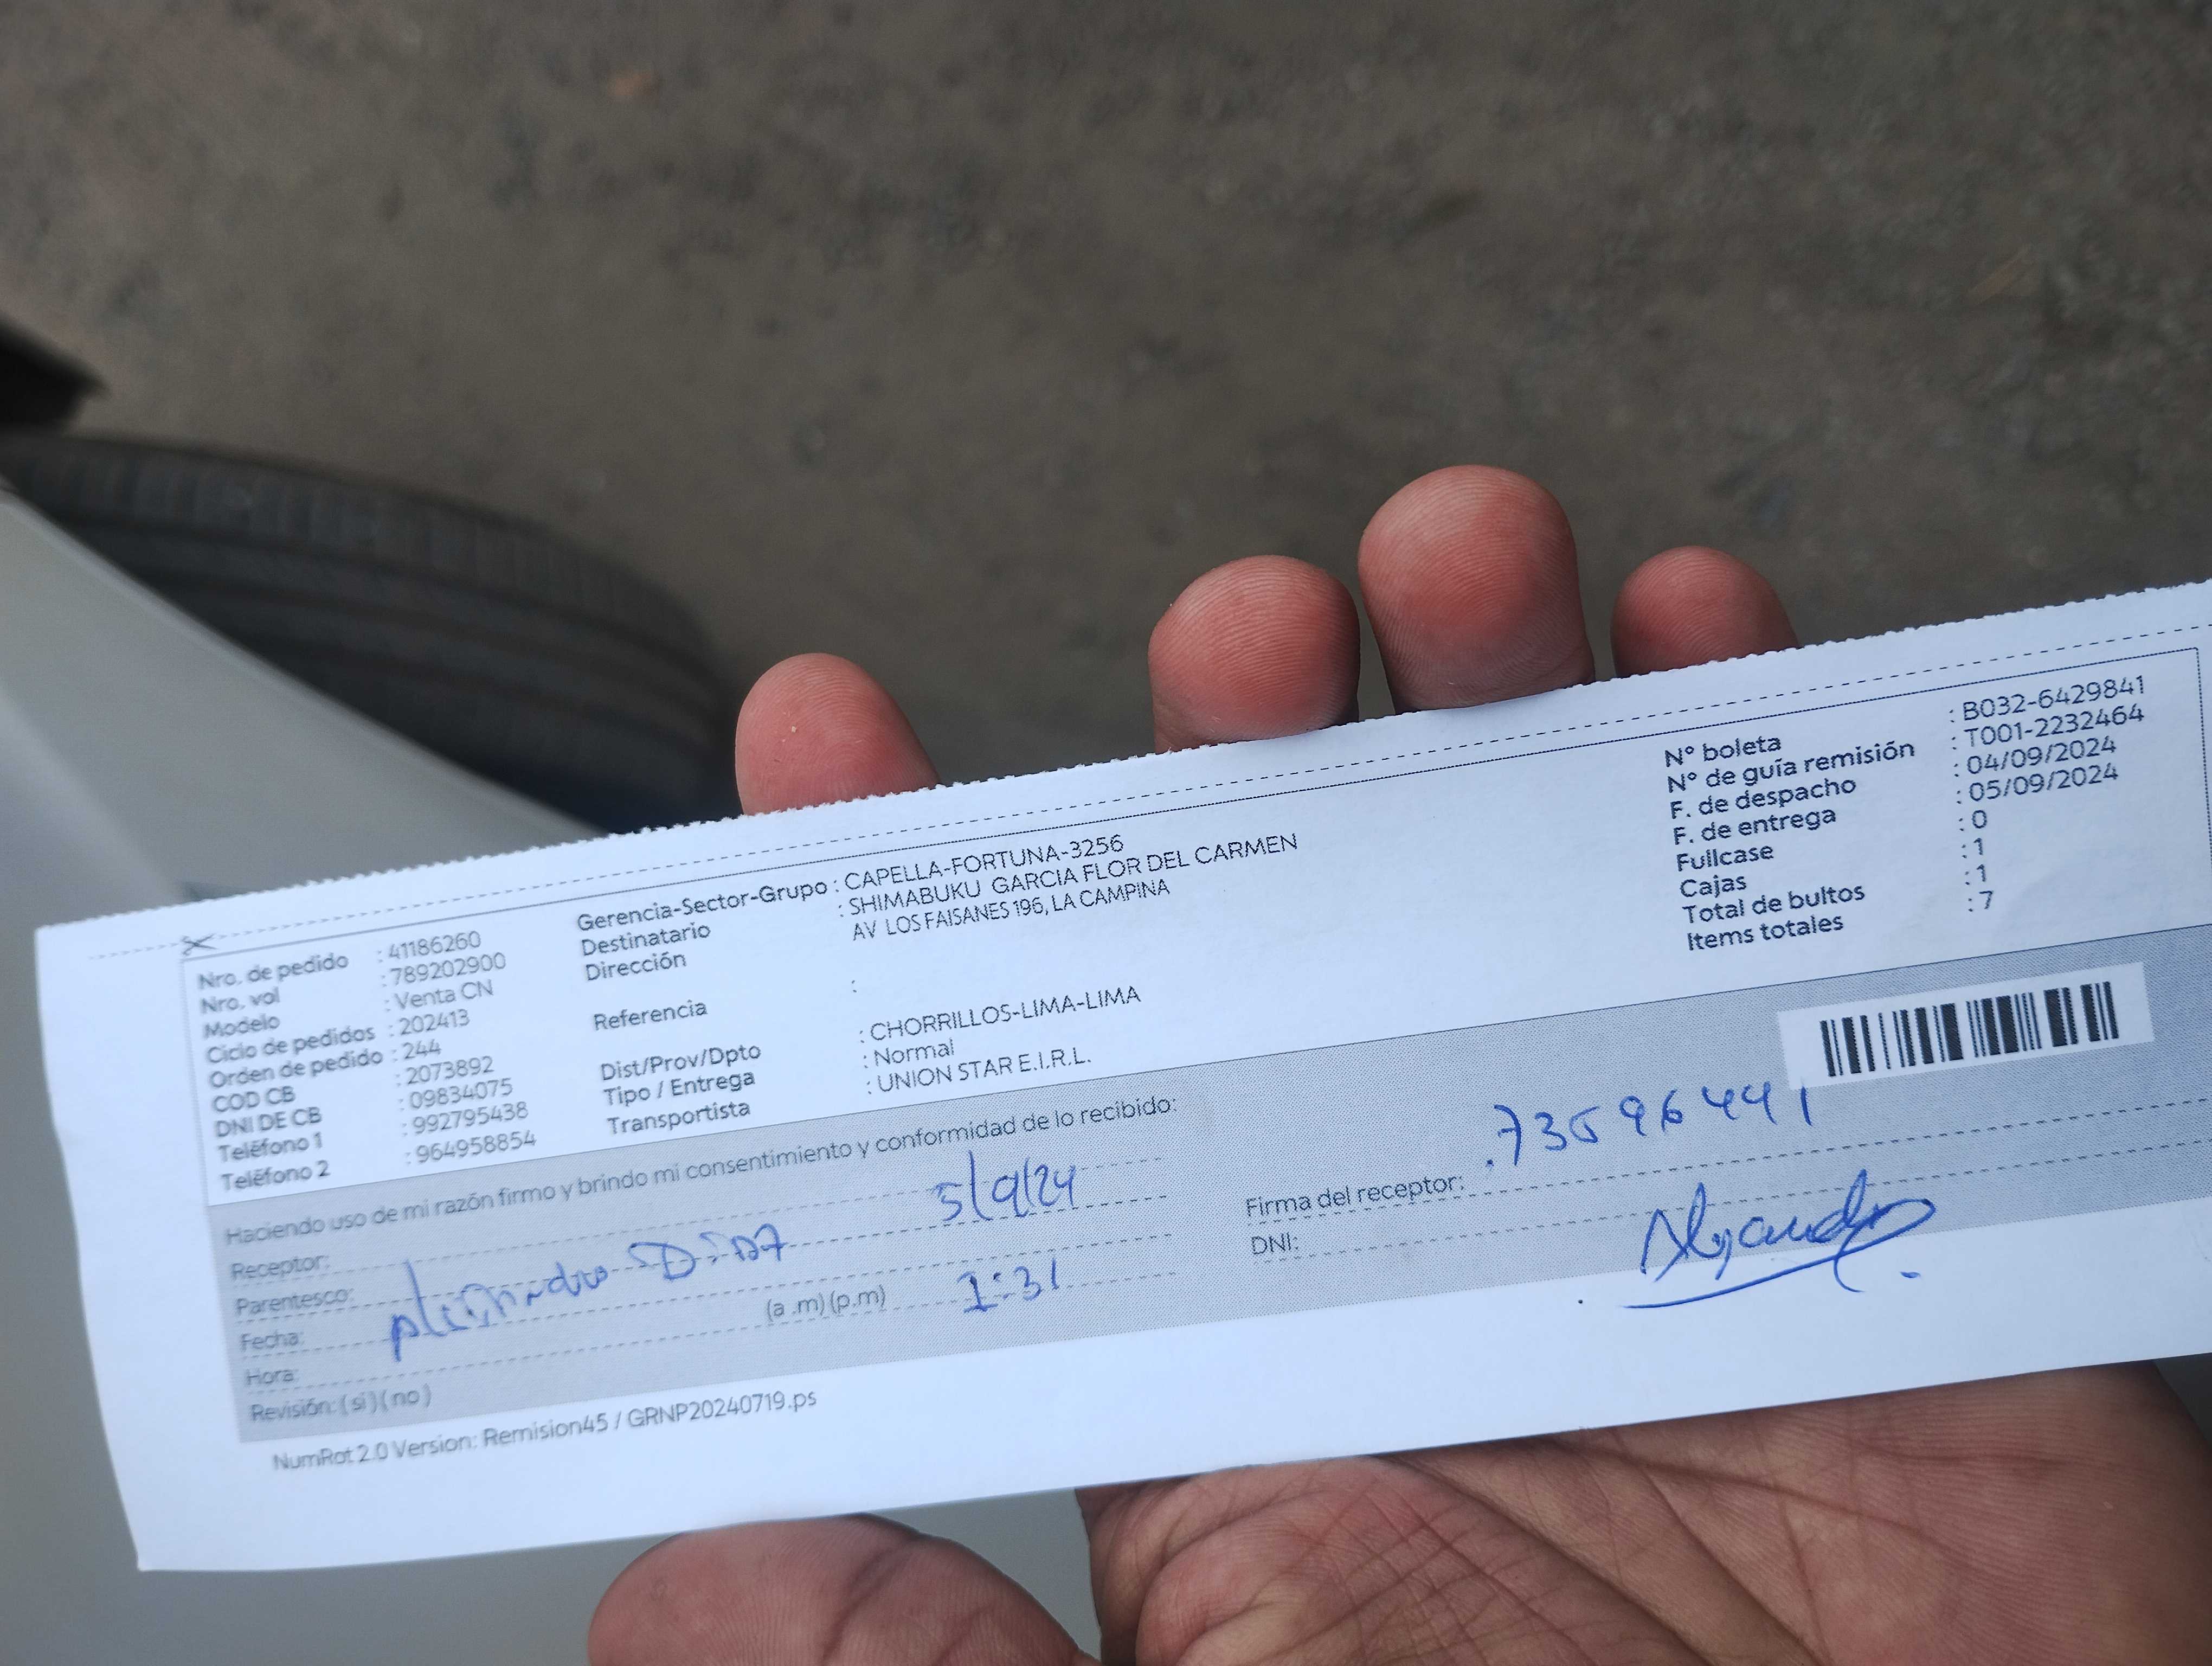 Nro. de pedido : 41186260
Nro. vol : 789202900
Modelo : Venta CN
Ciclo de pedidos : 202413
Orden de pedido : 244
COD CB : 2073892
DNI DE CB : 09834075
Teléfono 1 : 992795438
Teléfono 2 : 964958854
Gerencia-Sector-Grupo : CAPELLA-FORTUNA-3256
Destinatario : SHIMABUKU GARCIA FLOR DEL CARMEN
Dirección AV LOS FAISANES 196, LA CAMPINA
Referencia :
Dist/Prov/Dpto : CHORRILLOS-LIMA-LIMA
Tipo / Entrega : Normal
Transportista : UNION STAR E.I.R.L.
N° boleta : B032-6429841
N° de guía remisión : T001-2232464
F. de despacho : 04/09/2024
F. de entrega : 05/09/2024
Fullcase : 0
Cajas : 1
Total de bultos : 1
Items totales : 7
Haciendo uso de mi razón firmo y brindo mi consentimiento y conformidad de lo recibido:
Receptor:
Parentesco: 5/9/24
Fecha:
Hora: (a .m) (p.m) 1:31
Revisión: ( si ) ( no )
Firma del receptor:
DNI: Alejandro
NumRot 2.0 Version: Remision45 / GRNP20240719.ps